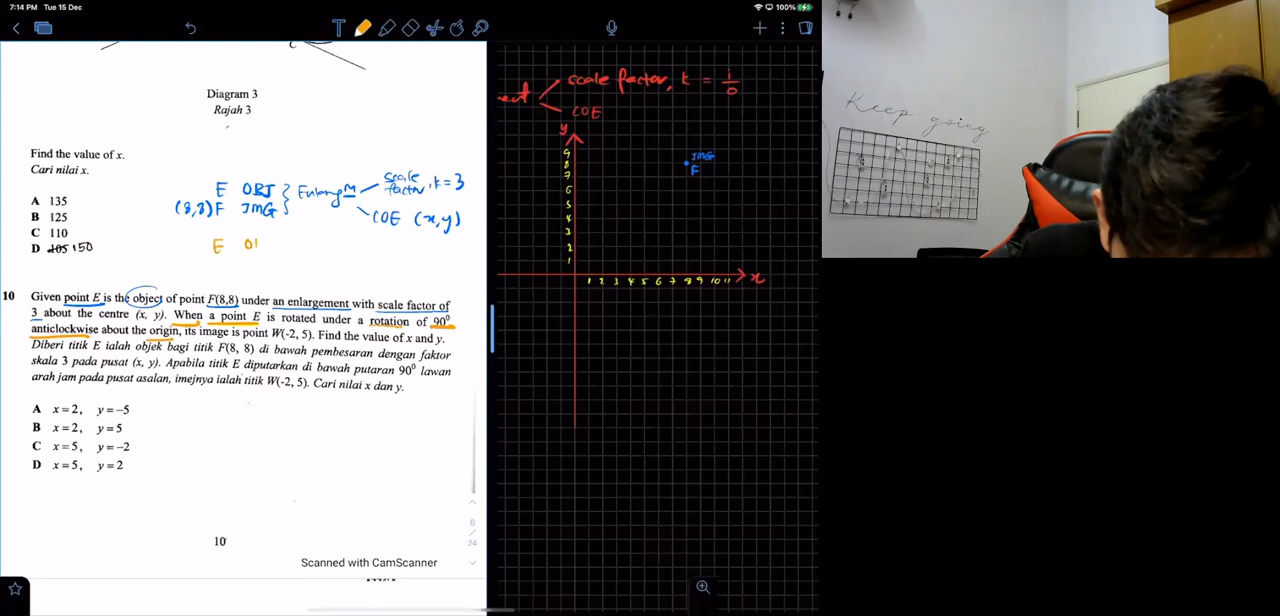 7:14 PM Tue 15 Dec
100%
C
Diagram 3
Rajah 3
Find the value of x.
Cari nilai x.
A 135
B 125
C 110
D 105 150
E OBJ
(8,8) F IMG
Enlargm
scale factor, k = 3
COE (x,y)
E
10 Given point E is the object of point F(8,8) under an enlargement with scale factor of
3 about the centre (x, y). When a point E is rotated under a rotation of 90⁰
anticlockwise about the origin, its image is point W(-2, 5). Find the value of x and y.
Diberi titik E ialah objek bagi titik F(8, 8) di bawah pembesaran dengan faktor
skala 3 pada pusat (x, y). Apabila titik E diputarkan di bawah putaran 90⁰ lawan
arah jam pada pusat asalan, imejnya ialah titik W(-2, 5). Cari nilai x dan y.
A x=2, y=−5
B x=2, y=5
C x=5, y=−2
D x=5, y=2
10
6
/
24
Scanned with CamScanner
scale factor, k = i/o
COE
y
9
8
7
6
5
4
3
2
1
IMG
F
1 2 3 4 5 6 7 8 9 10 11 x
Keep going